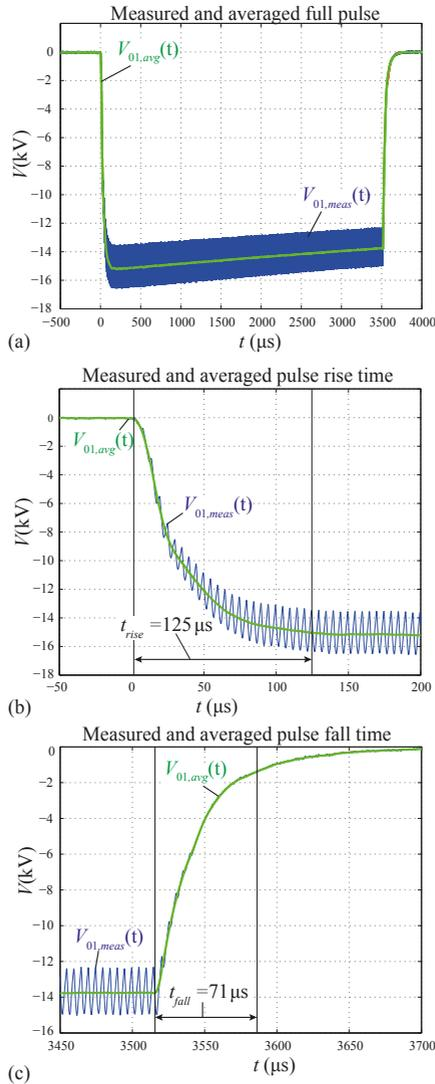 Measured and averaged full pulse
0
−2
−4
−6
−8
−10
−12
−14
−16
−18
V(kV)
V01,avg(t)
V01,meas(t)
-500 0 500 1000 1500 2000 2500 3000 3500 4000
(a)
t (µs)
Measured and averaged pulse rise time
0
−2
−4
−6
−8
−10
−12
−14
−16
−18
V(kV)
V01,avg(t)
V01,meas(t)
trise =125 µs
-50 0 50 100 150 200
(b)
t (µs)
Measured and averaged pulse fall time
0
−2
−4
−6
−8
−10
−12
−14
−16
V(kV)
V01,avg(t)
V01,meas(t)
tfall =71 µs
3450 3500 3550 3600 3650 3700
(c)
t (µs)